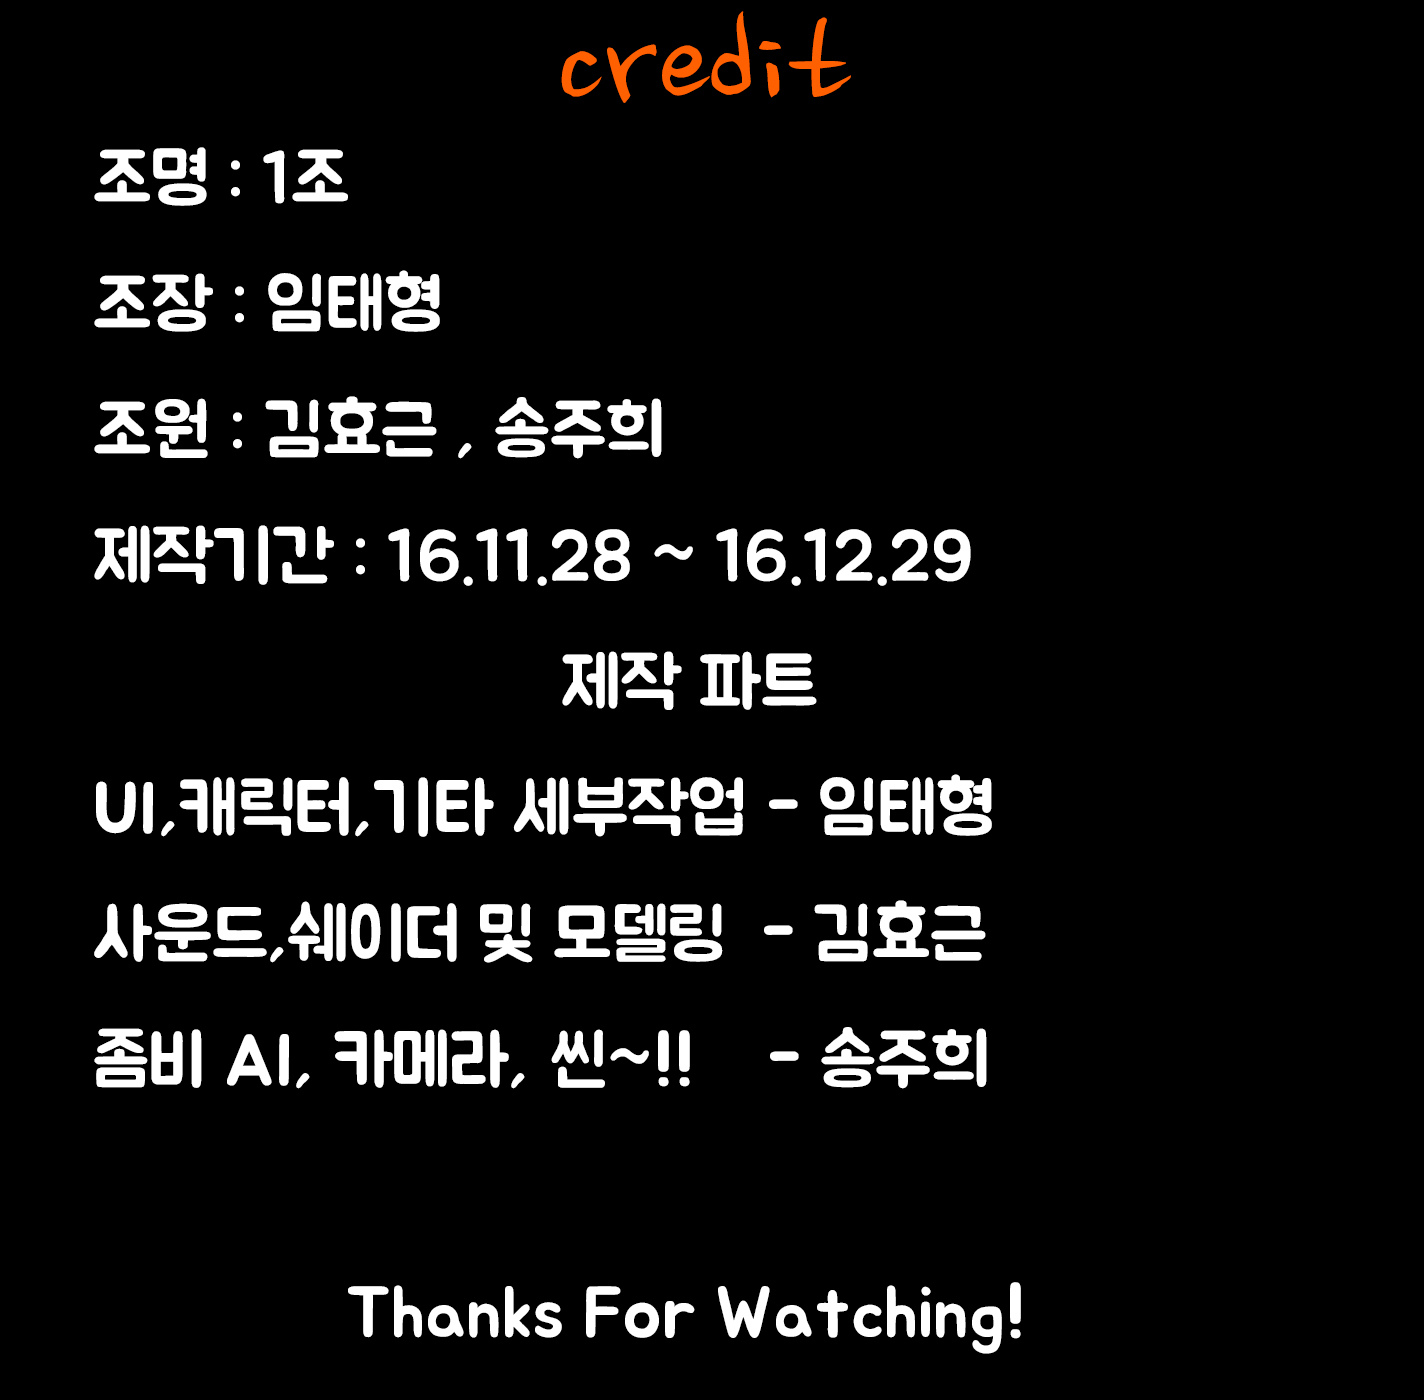 credit
조명 : 1조
조장 : 임태형
조원 : 김효근 , 송주희
제작기간 : 16.11.28 ~ 16.12.29
제작 파트
UI,캐릭터,기타 세부작업 - 임태형
사운드,쉐이더 및 모델링 - 김효근
좀비 AI, 카메라, 씬~!! - 송주희
Thanks For Watching!